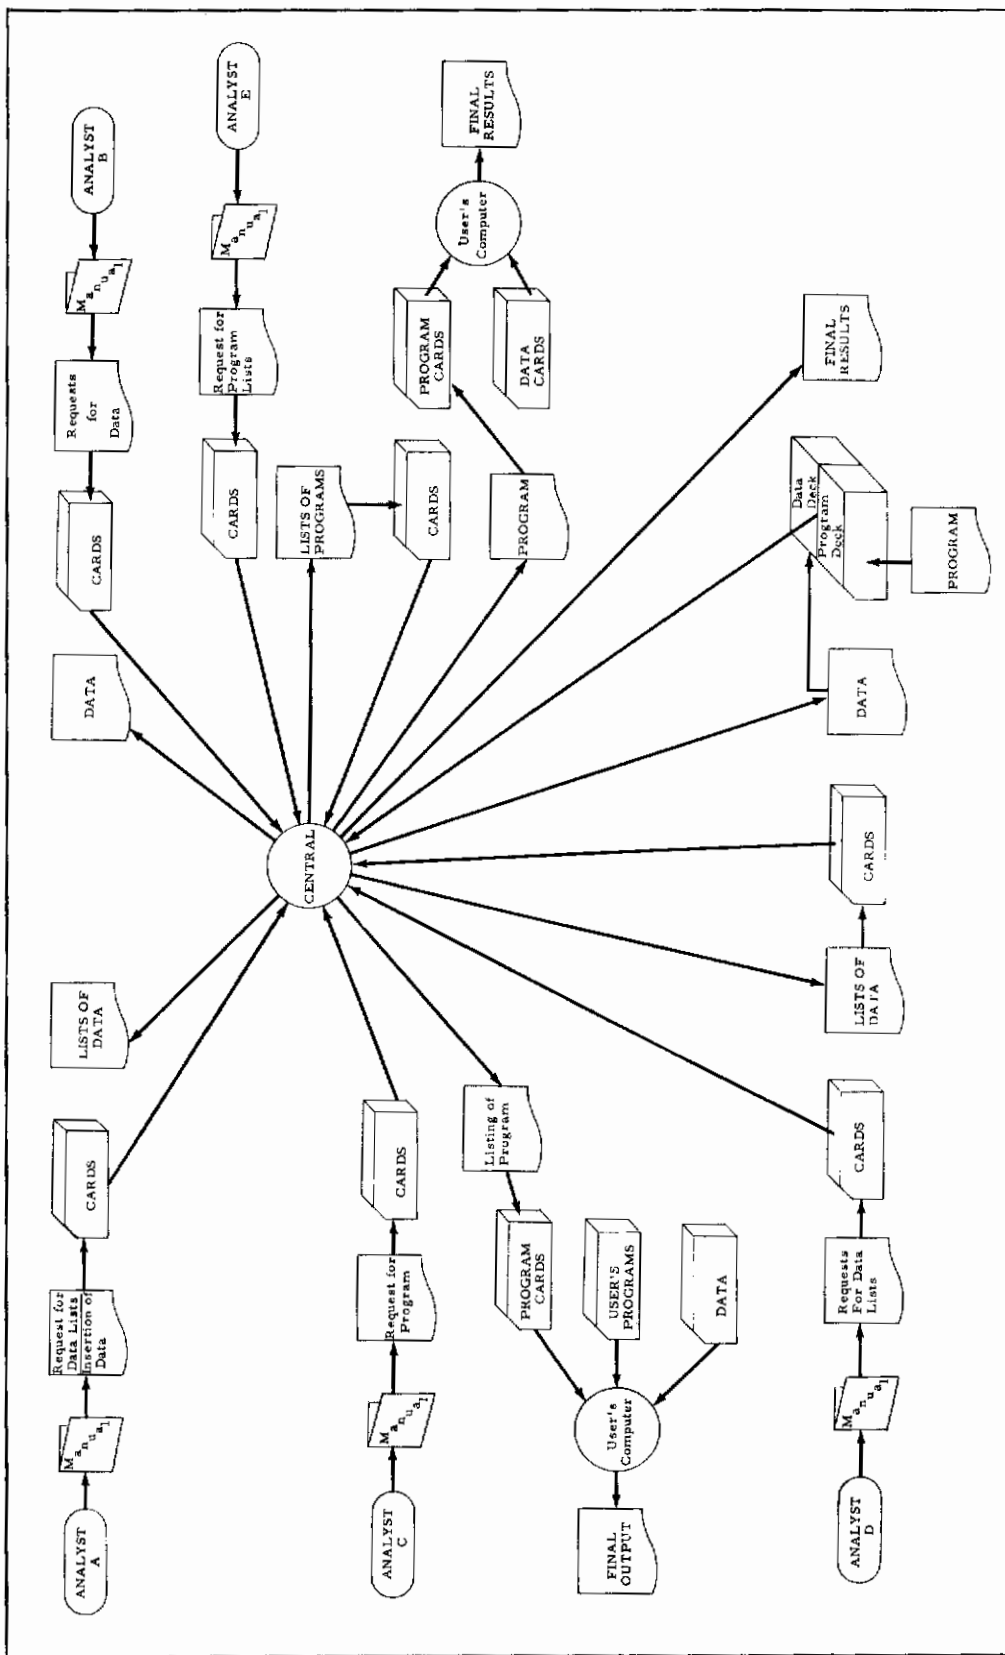 ANALYST
A
Manual
Request for
Data Lists
Insertion of
Data
CARDS
LISTS OF
DATA
DATA
CARDS
Requests
for
Data
Manual
ANALYST
B
CENTRAL
CARDS
Request for
Program
Lists
Manual
ANALYST
E
LISTS OF
PROGRAMS
CARDS
PROGRAM
PROGRAM
CARDS
DATA
CARDS
User's
Computer
FINAL
RESULTS
ANALYST
C
Manual
Request for
Program
CARDS
Listing of
Program
PROGRAM
CARDS
USER'S
PROGRAMS
DATA
User's
Computer
FINAL
OUTPUT
ANALYST
D
Manual
Requests
For Data
Lists
CARDS
LISTS OF
DATA
CARDS
DATA
Data
Deck
Program
Deck
PROGRAM
FINAL
RESULTS